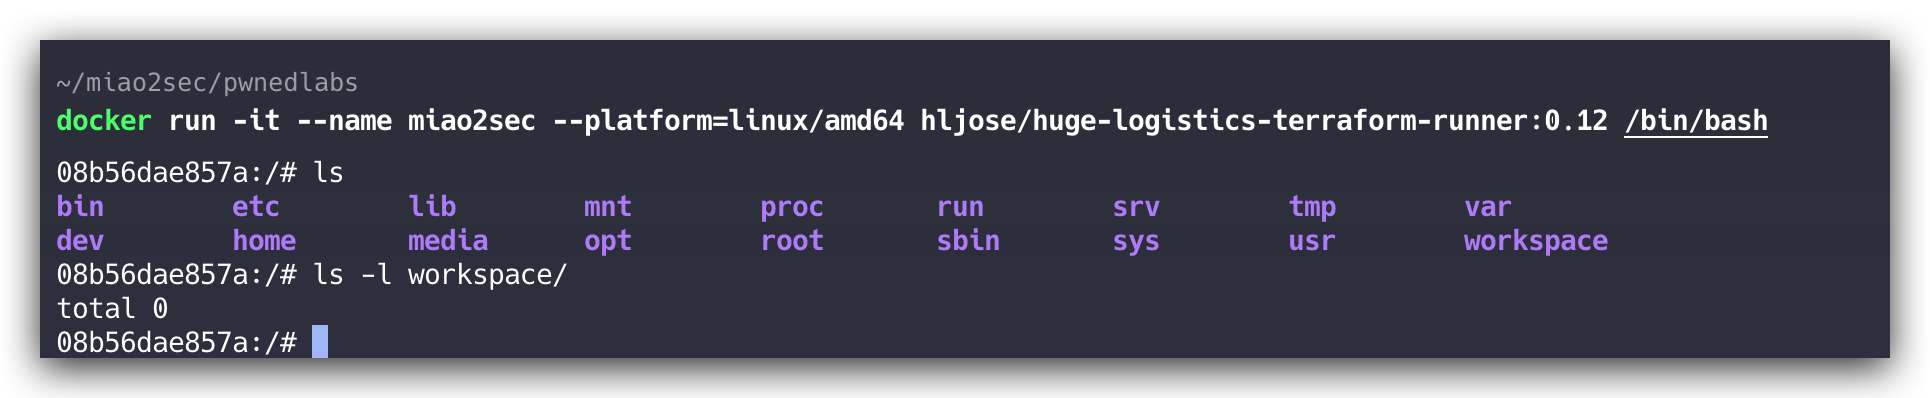 ~/miao2sec/pwnedlabs
docker run -it --name miao2sec --platform=linux/amd64 hljose/huge-logistics-terraform-runner:0.12 /bin/bash
08b56dae857a:/# ls
bin        etc        lib        mnt        proc       run        srv        tmp        var
dev        home       media      opt        root       sbin       sys        usr        workspace
08b56dae857a:/# ls -l workspace/
total 0
08b56dae857a:/#